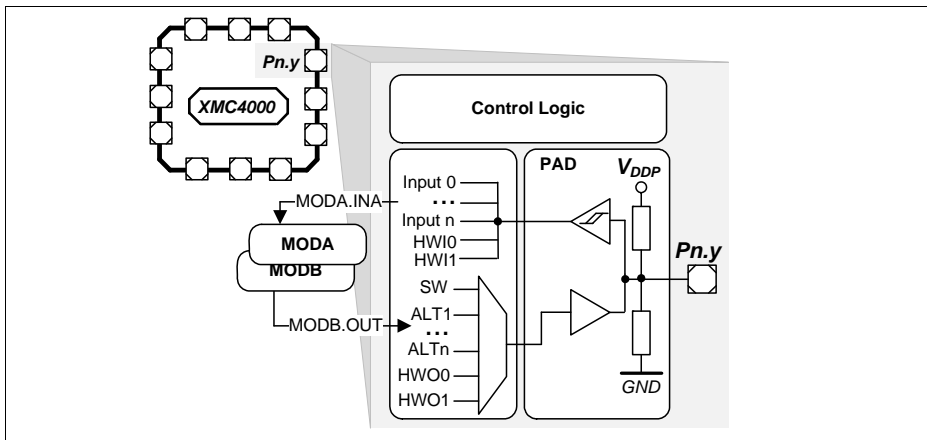 Pn.y
XMC4000
Control Logic
PAD
VDDP
Input 0
...
Input n
HWI0
HWI1
MODA.INA
MODA
MODB
MODB.OUT
SW
ALT1
...
ALTn
HWO0
HWO1
Pn.y
GND